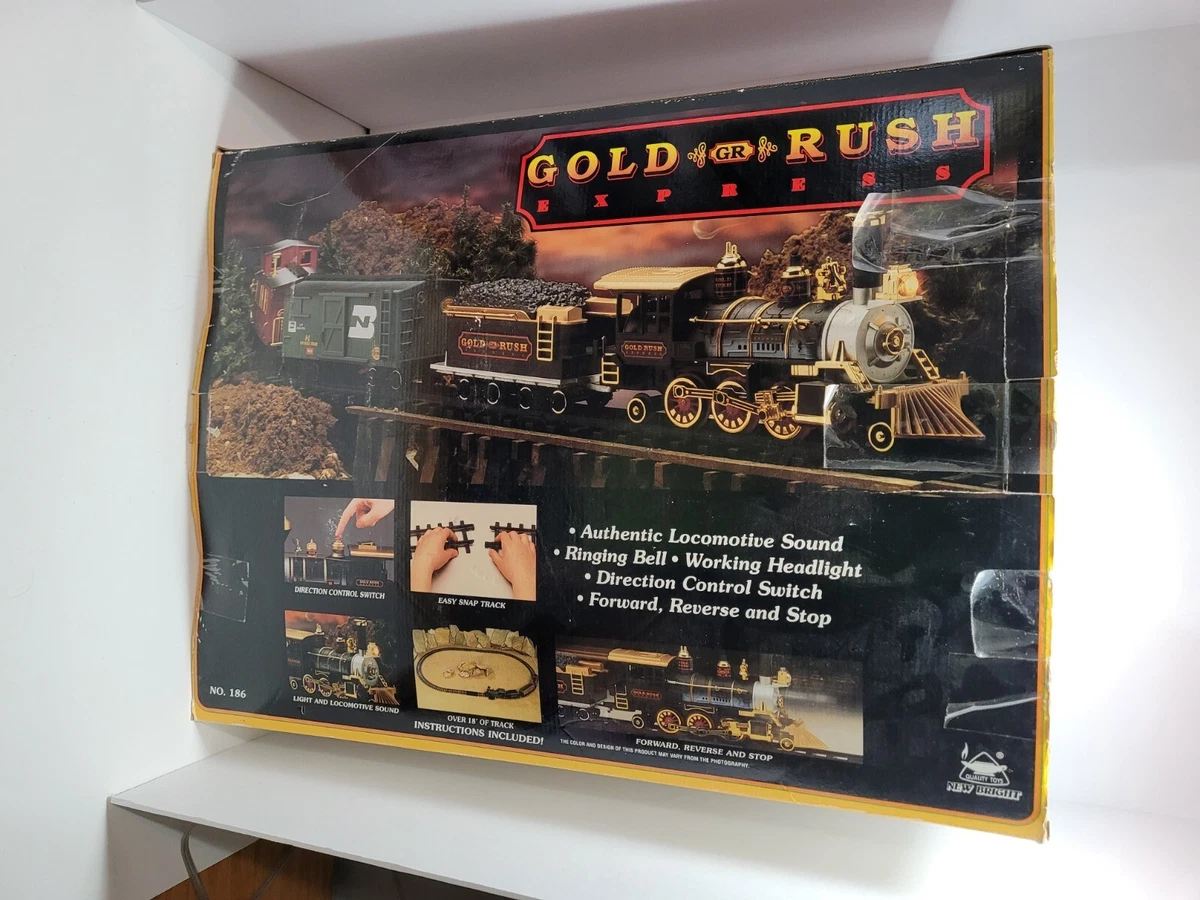 GOLD GR RUSH
EXPRESS
GOLD GR RUSH
GOLD RUSH
• Authentic Locomotive Sound
• Ringing Bell • Working Headlight
• Direction Control Switch
• Forward, Reverse and Stop
DIRECTION CONTROL SWITCH
EASY SNAP TRACK
LIGHT AND LOCOMOTIVE SOUND
OVER 18' OF TRACK
INSTRUCTIONS INCLUDED!
FORWARD, REVERSE AND STOP
THE COLOR AND DESIGN OF THIS PRODUCT MAY VARY FROM THE PHOTOGRAPHY.
NO. 186
QUALITY TOYS
NEW BRIGHT